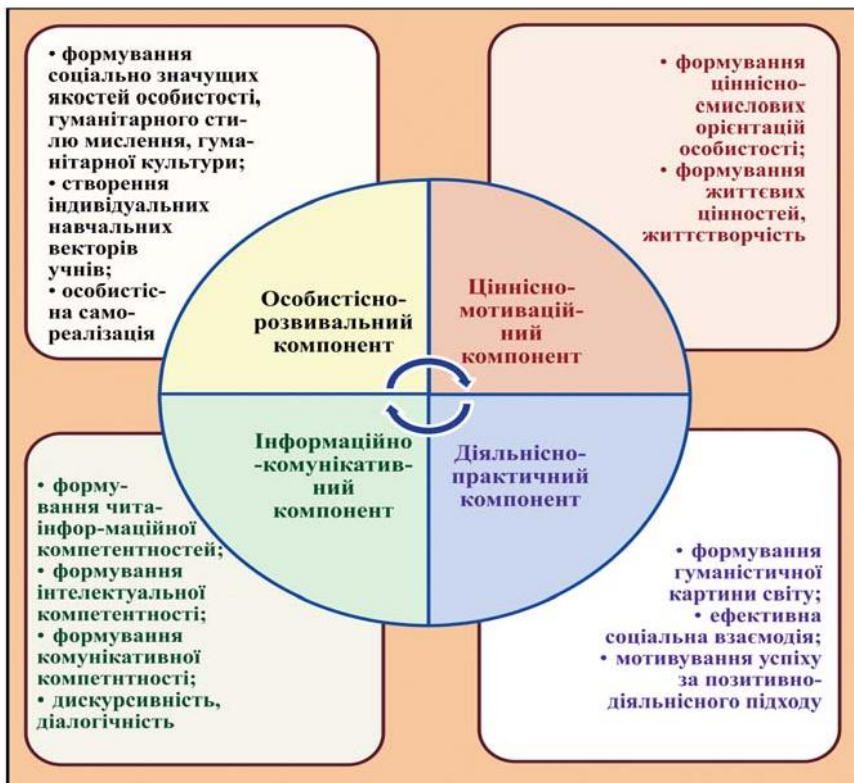 • формування
соціально значущих
якостей особистості,
гуманітарного сти-
лю мислення, гума-
нітарної культури;
• створення
індивідуальних
навчальних
векторів
учнів;
• особистіс-
на само-
реалізація
• формування
ціннісно-
смислових
орієнтацій
особистості;
• формування
життєвих
цінностей,
життєтворчість
Особистісно-
розвивальний
компонент
Ціннісно-
мотивацій-
ний
компонент
Інформаційно
-комунікатив-
ний
компонент
Діяльнісно-
практичний
компонент
• форму-
вання чита-
інфор-маційної
компетентностей;
• формування
інтелектуальної
компетентності;
• формування
комунікативної
компетнтності;
• дискурсивність,
діалогічність
• формування
гуманістичної
картини світу;
• ефективна
соціальна взаємодія;
• мотивування успіху
за позитивно-
діяльнісного підходу